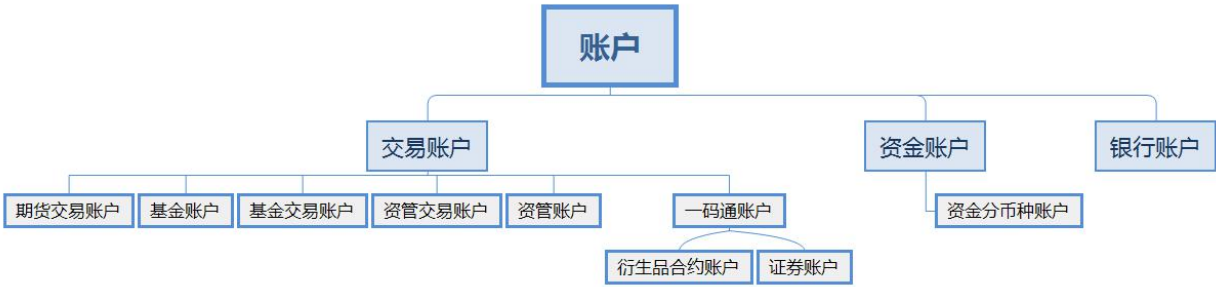 账户
交易账户
资金账户
银行账户
期货交易账户
基金账户
基金交易账户
资管交易账户
资管账户
一码通账户
资金分币种账户
衍生品合约账户
证券账户